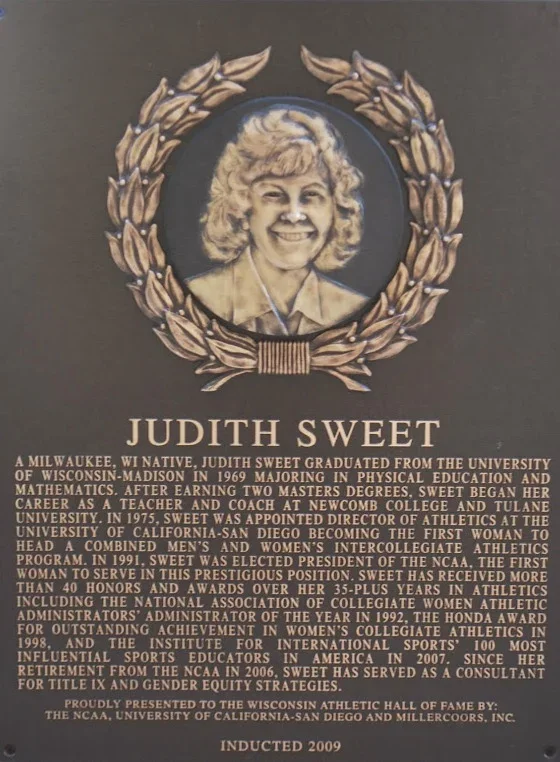 JUDITH SWEET
A MILWAUKEE, WI NATIVE, JUDITH SWEET GRADUATED FROM THE UNIVERSITY
OF WISCONSIN-MADISON IN 1969 MAJORING IN PHYSICAL EDUCATION AND
MATHEMATICS. AFTER EARNING TWO MASTERS DEGREES, SWEET BEGAN HER
CAREER AS A TEACHER AND COACH AT NEWCOMB COLLEGE AND TULANE
UNIVERSITY. IN 1975, SWEET WAS APPOINTED DIRECTOR OF ATHLETICS AT THE
UNIVERSITY OF CALIFORNIA-SAN DIEGO BECOMING THE FIRST WOMAN TO
HEAD A COMBINED MEN'S AND WOMEN'S INTERCOLLEGIATE ATHLETICS
PROGRAM. IN 1991, SWEET WAS ELECTED PRESIDENT OF THE NCAA, THE FIRST
WOMAN TO SERVE IN THIS PRESTIGIOUS POSITION. SWEET HAS RECEIVED MORE
THAN 40 HONORS AND AWARDS OVER HER 35-PLUS YEARS IN ATHLETICS
INCLUDING THE NATIONAL ASSOCIATION OF COLLEGIATE WOMEN ATHLETIC
ADMINISTRATORS' ADMINISTRATOR OF THE YEAR IN 1992, THE HONDA AWARD
FOR OUTSTANDING ACHIEVEMENT IN WOMEN'S COLLEGIATE ATHLETICS IN
1998, AND THE INSTITUTE FOR INTERNATIONAL SPORTS' 100 MOST
INFLUENTIAL SPORTS EDUCATORS IN AMERICA IN 2007. SINCE HER
RETIREMENT FROM THE NCAA IN 2006, SWEET HAS SERVED AS A CONSULTANT
FOR TITLE IX AND GENDER EQUITY STRATEGIES.
PROUDLY PRESENTED TO THE WISCONSIN ATHLETIC HALL OF FAME BY:
THE NCAA, UNIVERSITY OF CALIFORNIA-SAN DIEGO AND MILLERCOORS, INC.
INDUCTED 2009